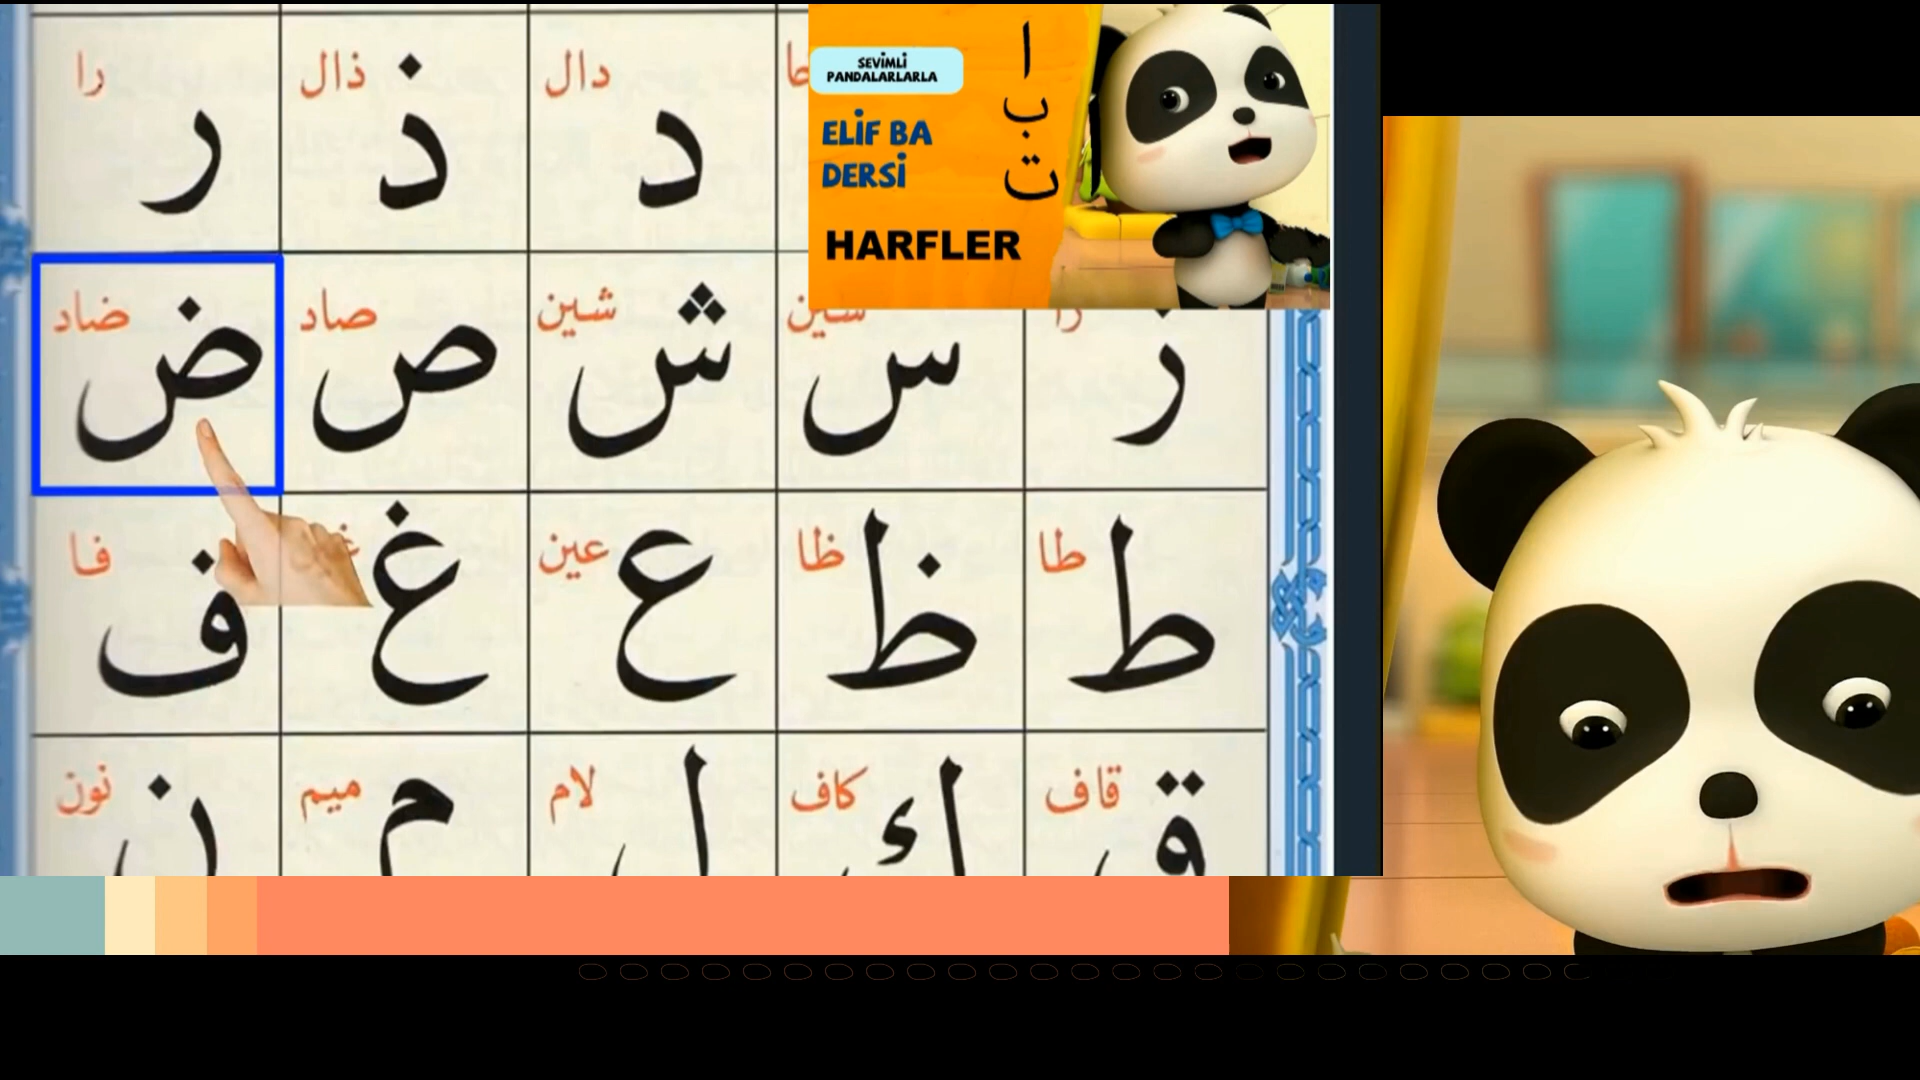 SEVİMLİ
PANDALARLARLA
ELİF BA
DERSİ
HARFLER
ا
ب
ت
دال د ذال ذ را ر
ز سين س شين ش صاد ص ضاد ض
طا ط ظا ظ عين ع غ فا ف
قاف ق كاف ك لام ل ميم م نون ن